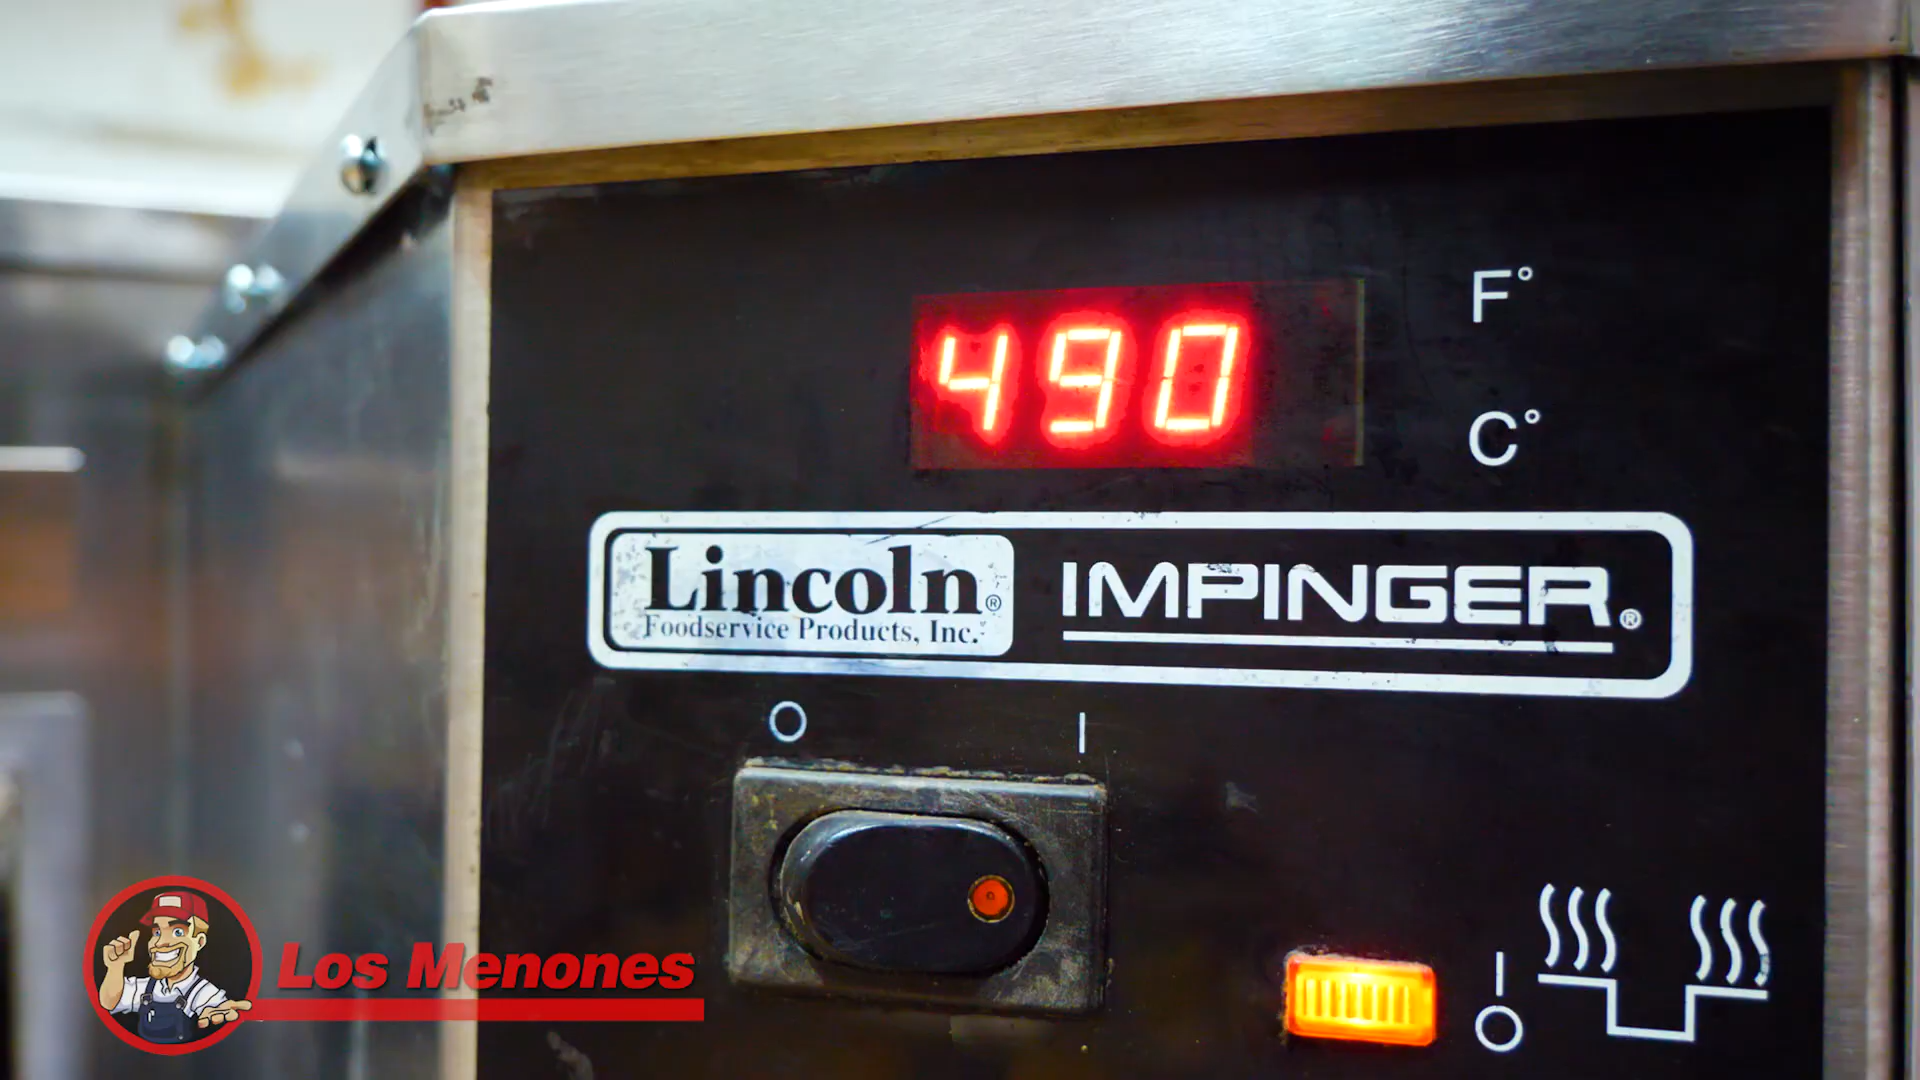 490
F°
C°
Lincoln®
Foodservice Products, Inc.
IMPINGER®
O I
I
O
Los Menones